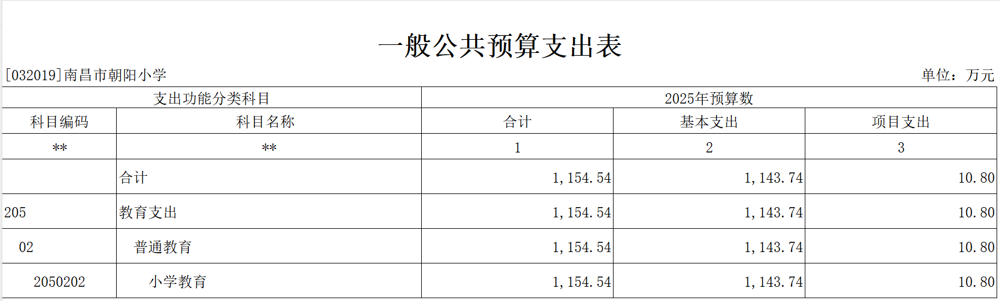 一般公共预算支出表
[032019]南昌市朝阳小学 单位：万元
支出功能分类科目 2025年预算数
科目编码 科目名称 合计 基本支出 项目支出
** ** 1 2 3
合计 1,154.54 1,143.74 10.80
205 教育支出 1,154.54 1,143.74 10.80
02 普通教育 1,154.54 1,143.74 10.80
2050202 小学教育 1,154.54 1,143.74 10.80